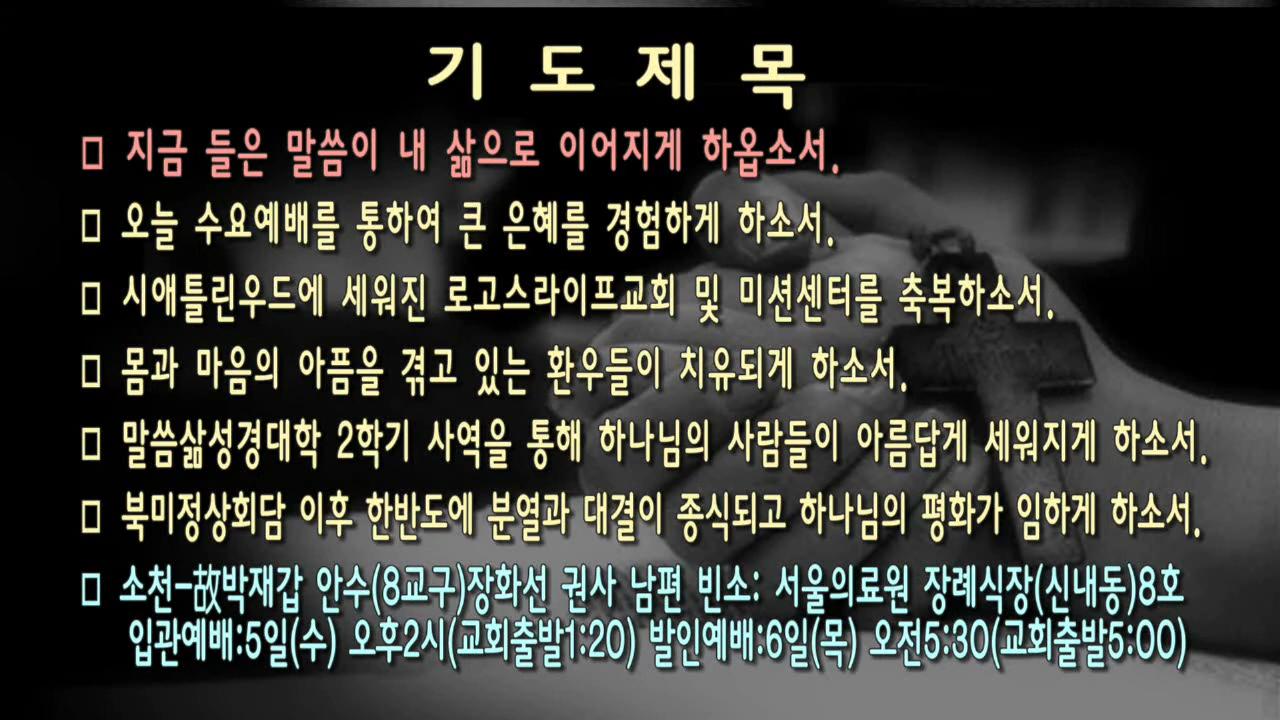 기 도 제 목
□ 지금 들은 말씀이 내 삶으로 이어지게 하옵소서.
□ 오늘 수요예배를 통하여 큰 은혜를 경험하게 하소서.
□ 시애틀린우드에 세워진 로고스라이프교회 및 미션센터를 축복하소서.
□ 몸과 마음의 아픔을 겪고 있는 환우들이 치유되게 하소서.
□ 말씀삶성경대학 2학기 사역을 통해 하나님의 사람들이 아름답게 세워지게 하소서.
□ 북미정상회담 이후 한반도에 분열과 대결이 종식되고 하나님의 평화가 임하게 하소서.
□ 소천-故박재갑 안수(8교구)장화선 권사 남편 빈소: 서울의료원 장례식장(신내동)8호
입관예배:5일(수) 오후2시(교회출발1:20) 발인예배:6일(목) 오전5:30(교회출발5:00)